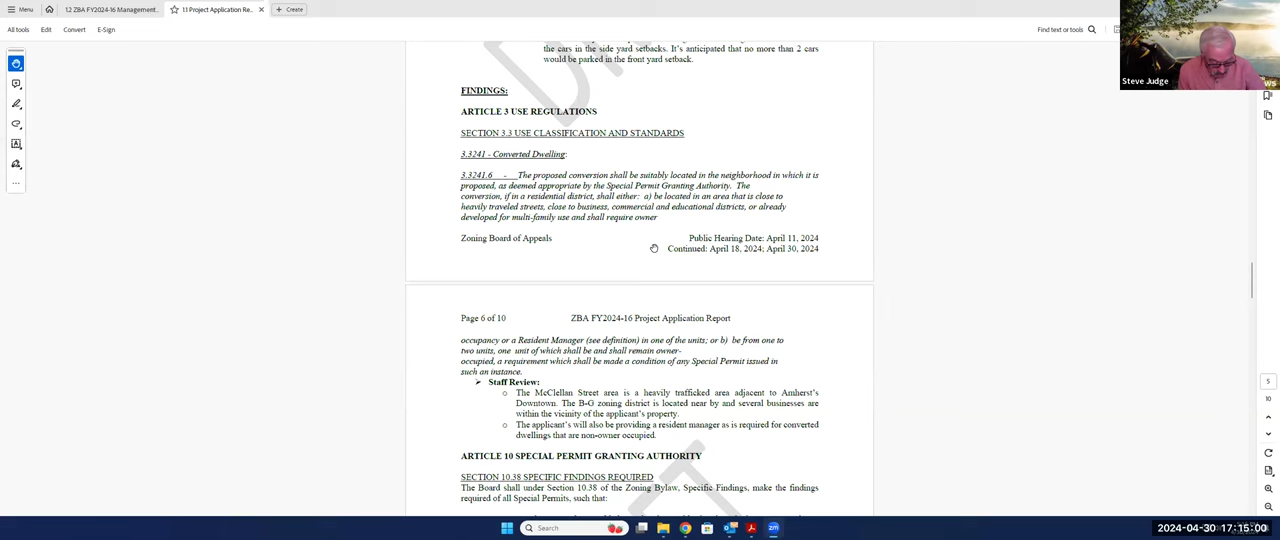 Menu
1.2 ZBA FY2024-16 Management...
1.1 Project Application Re...
Create
All tools
Edit
Convert
E-Sign
Find text or tools
Steve Judge
the cars in the side yard setbacks. It's anticipated that no more than 2 cars
would be parked in the front yard setback.
FINDINGS:
ARTICLE 3 USE REGULATIONS
SECTION 3.3 USE CLASSIFICATION AND STANDARDS
3.3241 - Converted Dwelling:
3.3241.6 - The proposed conversion shall be suitably located in the neighborhood in which it is
proposed, as deemed appropriate by the Special Permit Granting Authority. The
conversion, if in a residential district, shall either: a) be located in an area that is close to
heavily traveled streets, close to business, commercial and educational districts, or already
developed for multi-family use and shall require owner
Zoning Board of Appeals
Public Hearing Date: April 11, 2024
Continued: April 18, 2024; April 30, 2024
Page 6 of 10
ZBA FY2024-16 Project Application Report
occupancy or a Resident Manager (see definition) in one of the units; or b) be from one to
two units, one unit of which shall be and shall remain owner-
occupied, a requirement which shall be made a condition of any Special Permit issued in
such an instance.
Staff Review:
The McClellan Street area is a heavily trafficked area adjacent to Amherst's
Downtown. The B-G zoning district is located near by and several businesses are
within the vicinity of the applicant's property.
The applicant's will also be providing a resident manager as is required for converted
dwellings that are non-owner occupied.
ARTICLE 10 SPECIAL PERMIT GRANTING AUTHORITY
SECTION 10.38 SPECIFIC FINDINGS REQUIRED
The Board shall under Section 10.38 of the Zoning Bylaw, Specific Findings, make the findings
required of all Special Permits, such that:
5
10
Search
2024-04-30 17:15:00